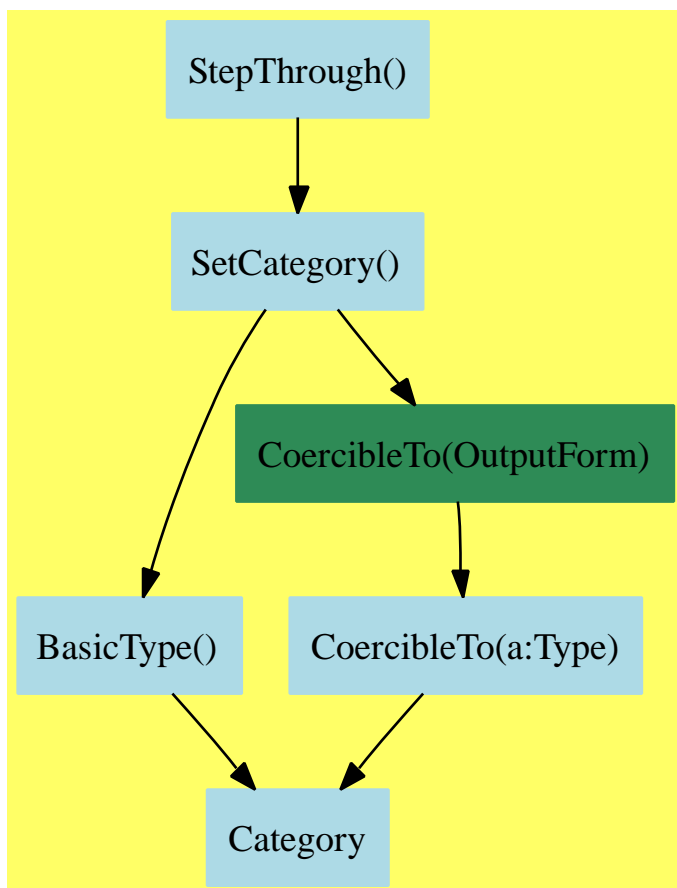 StepThrough()
SetCategory()
CoercibleTo(OutputForm)
BasicType()
CoercibleTo(a:Type)
Category